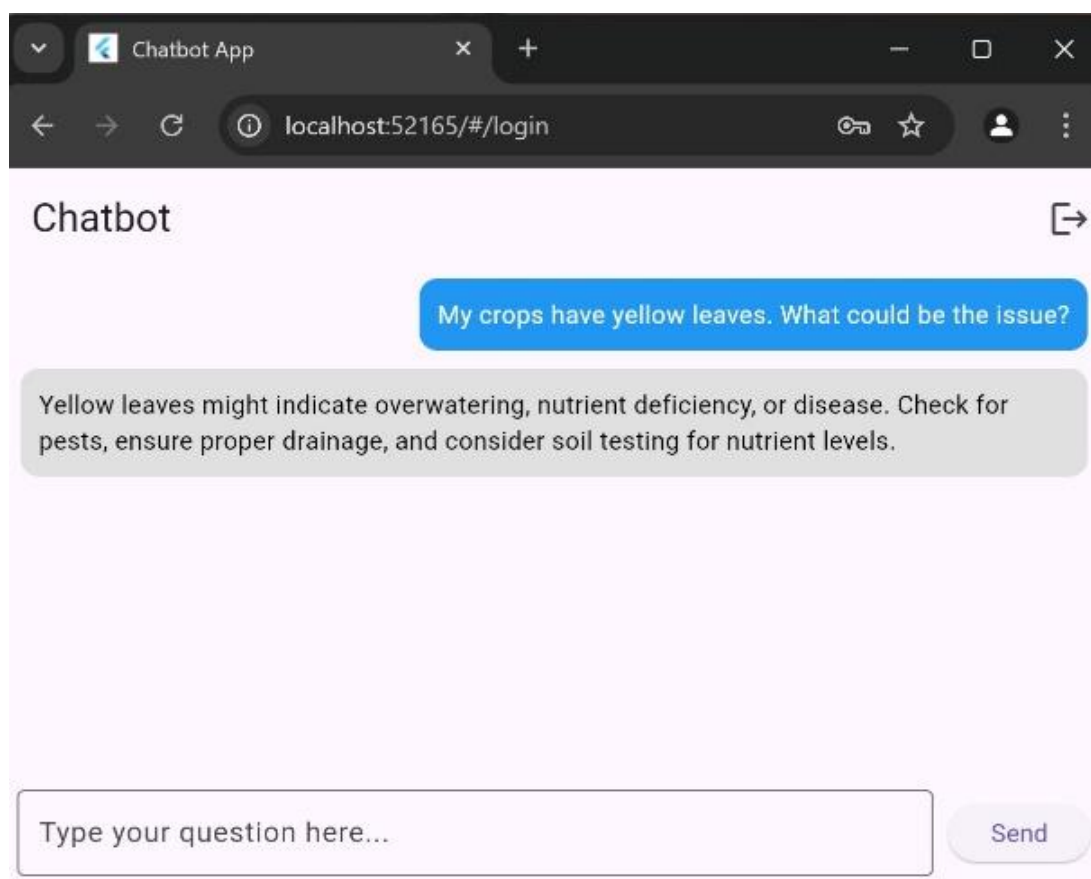 Chatbot App
localhost:52165/#/login
Chatbot
My crops have yellow leaves. What could be the issue?
Yellow leaves might indicate overwatering, nutrient deficiency, or disease. Check for
pests, ensure proper drainage, and consider soil testing for nutrient levels.
Type your question here...
Send